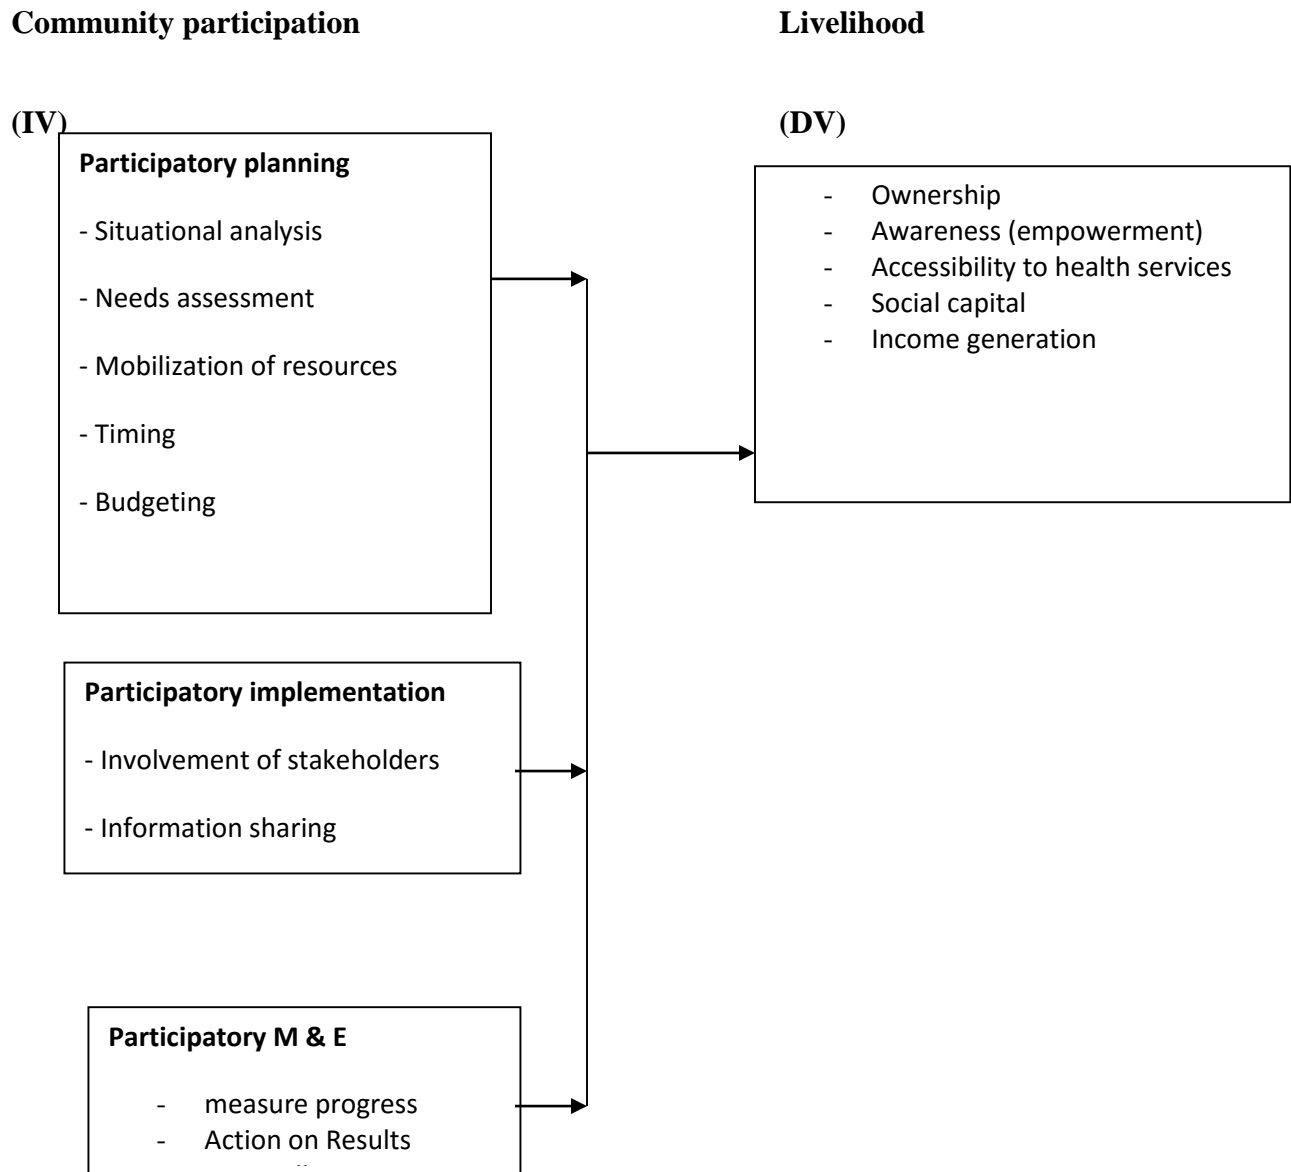 Community participation
Livelihood
(IV)
(DV)
Participatory planning
- Situational analysis
- Needs assessment
- Mobilization of resources
- Timing
- Budgeting
- Ownership
- Awareness (empowerment)
- Accessibility to health services
- Social capital
- Income generation
Participatory implementation
- Involvement of stakeholders
- Information sharing
Participatory M & E
- measure progress
- Action on Results